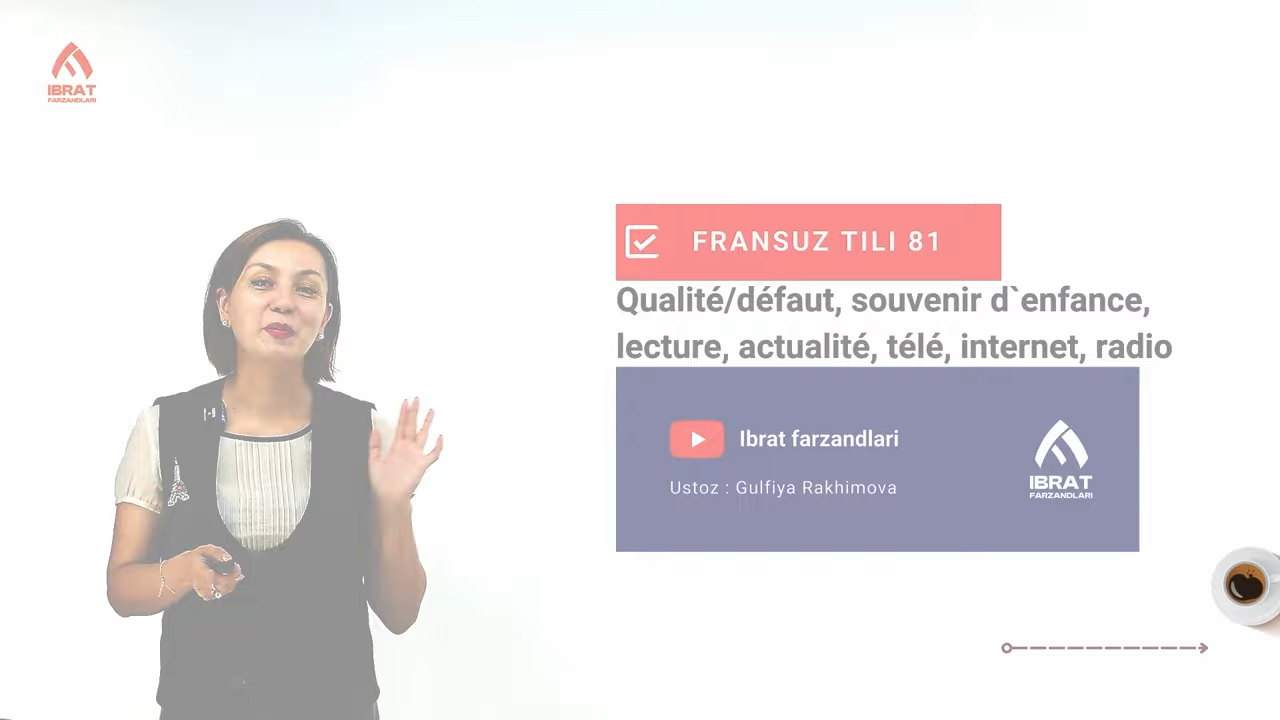 IBRAT
FARZANDLARI
FRANSUZ TILI 81
Qualité/défaut, souvenir d`enfance,
lecture, actualité, télé, internet, radio
Ibrat farzandlari
Ustoz : Gulfiya Rakhimova
IBRAT
FARZANDLARI